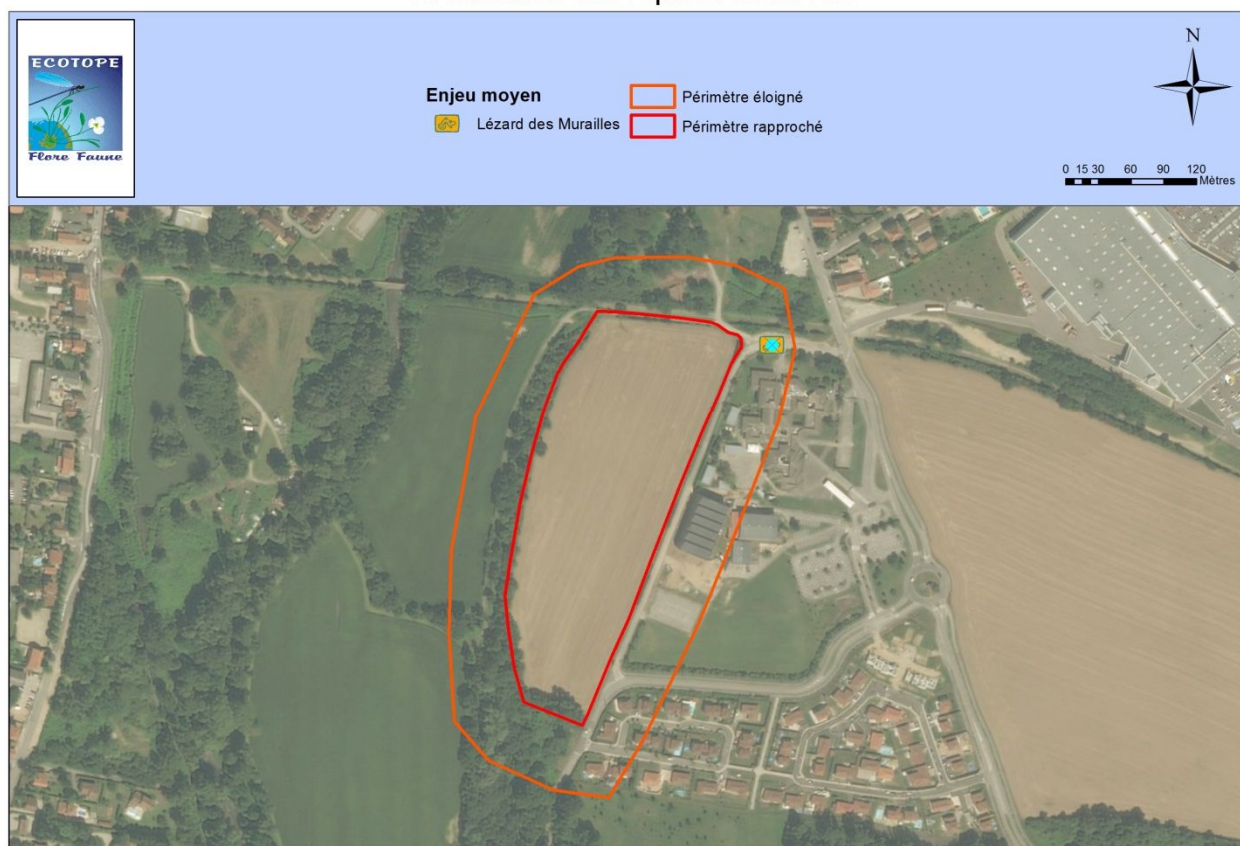 ECOTOPE
Flore Faune
Enjeu moyen
Lézard des Murailles
Périmètre éloigné
Périmètre rapproché
N
0 15 30 60 90 120
Mètres